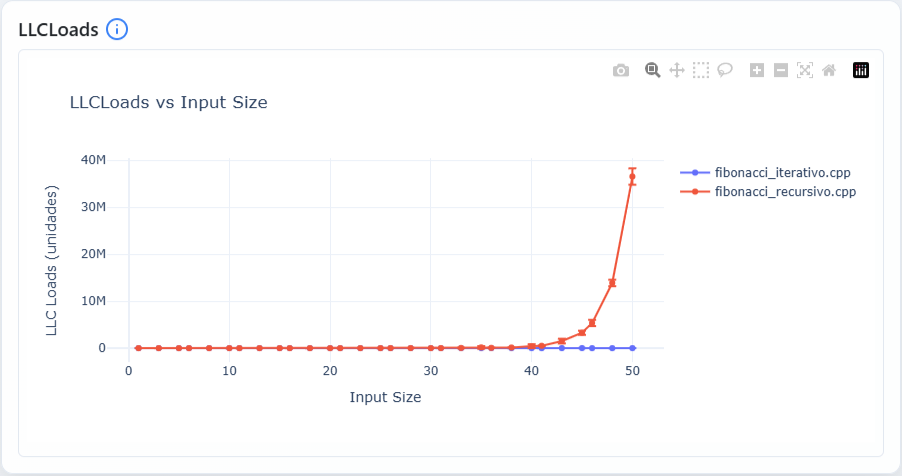 LLCLoads
LLCLoads vs Input Size
40M
30M
20M
10M
0
LLC Loads (unidades)
0 10 20 30 40 50
Input Size
fibonacci_iterativo.cpp
fibonacci_recursivo.cpp